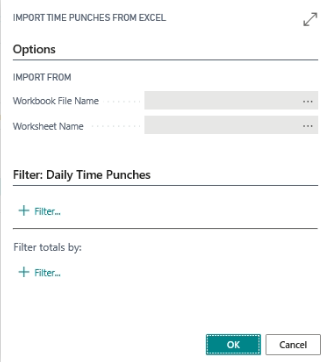 IMPORT TIME PUNCHES FROM EXCEL
Options
IMPORT FROM
Workbook File Name ········ ...
Worksheet Name ············ ...
Filter: Daily Time Punches
+ Filter...
Filter totals by:
+ Filter...
OK Cancel